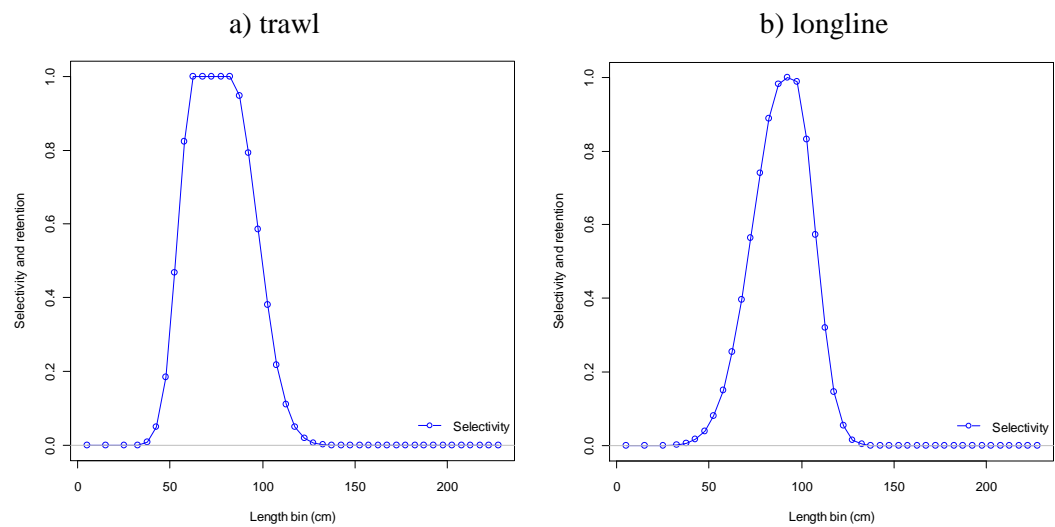 a) trawl
Selectivity and retention
1.0
0.8
0.6
0.4
0.2
0.0
Selectivity
0 50 100 150 200
Length bin (cm)
b) longline
Selectivity and retention
1.0
0.8
0.6
0.4
0.2
0.0
Selectivity
0 50 100 150 200
Length bin (cm)